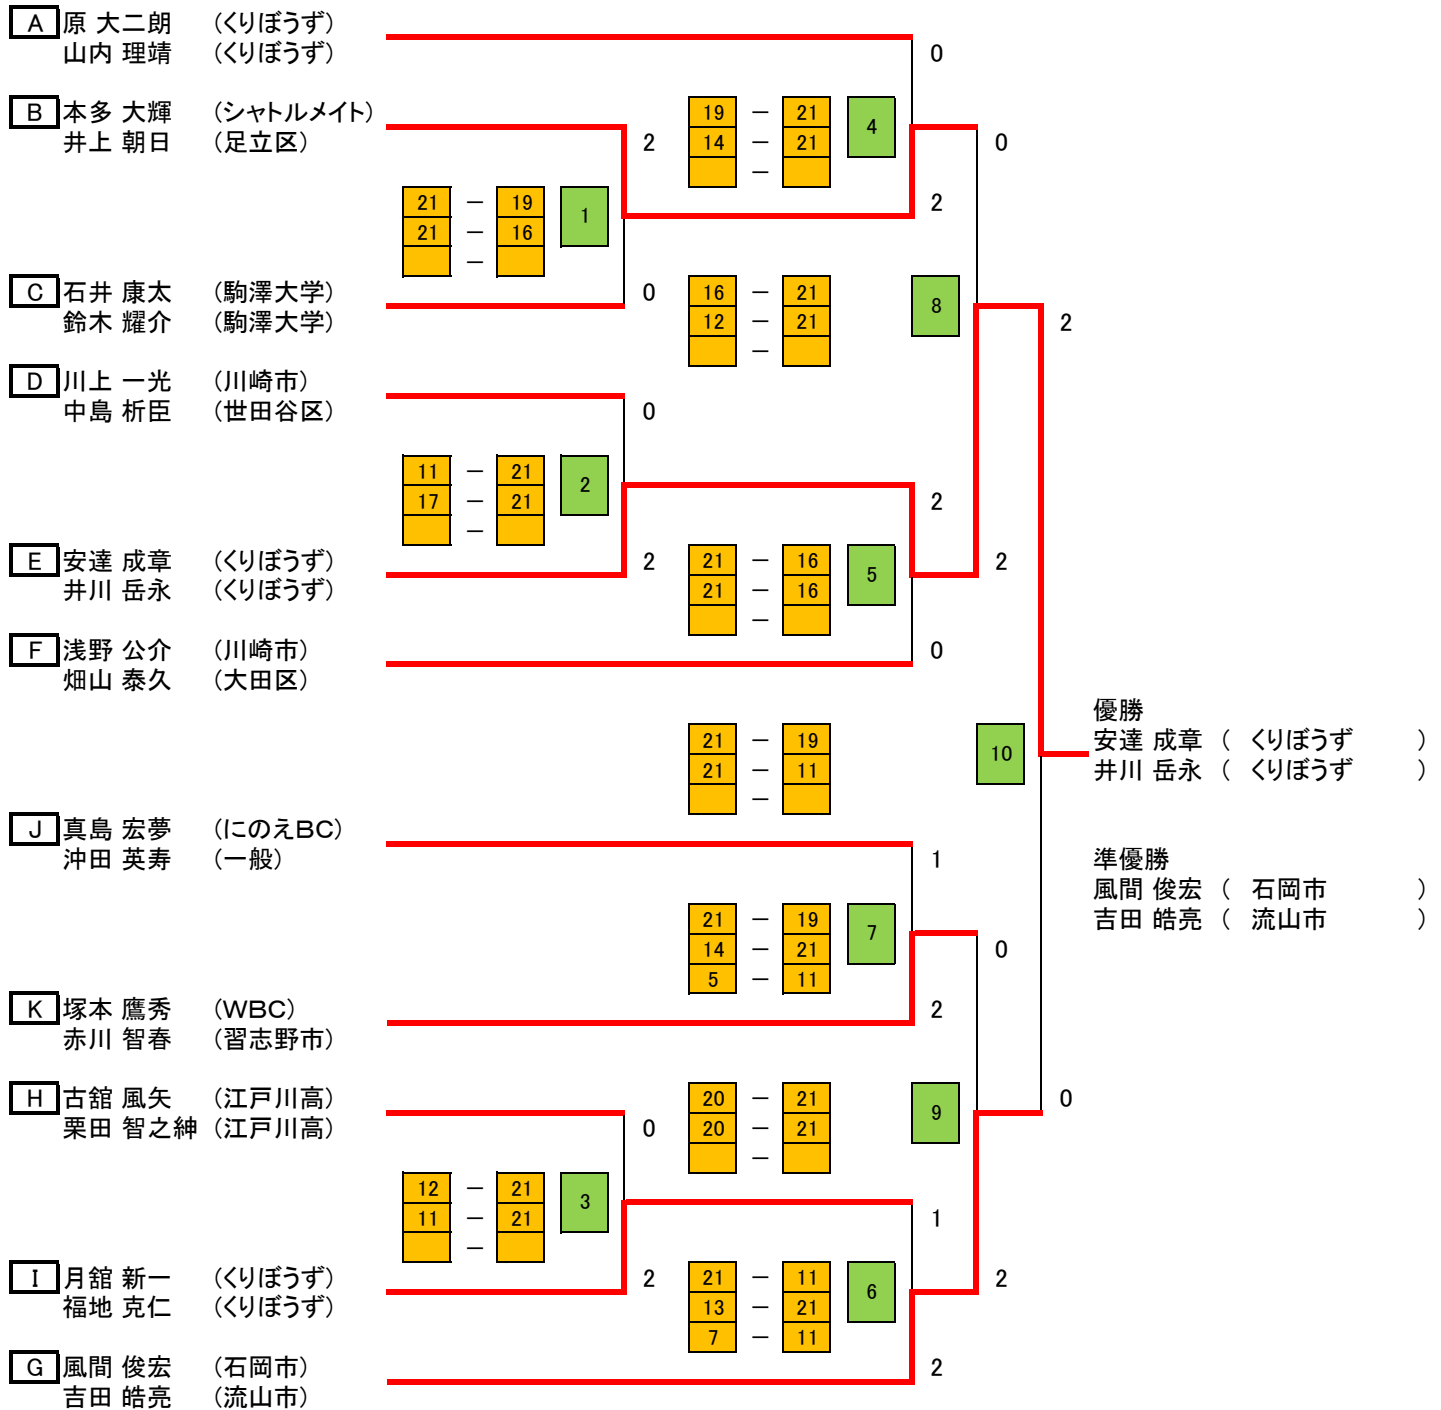 A 原 大二朗 (くりぼうず)
山内 理靖 (くりぼうず)
0
B 本多 大輝 (シャトルメイト)
井上 朝日 (足立区)
2
19 － 21 4
14 － 21
－
0
21 － 19 1
21 － 16
－
2
C 石井 康太 (駒澤大学)
鈴木 耀介 (駒澤大学)
0
16 － 21 8
12 － 21
－
2
D 川上 一光 (川崎市)
中島 析臣 (世田谷区)
0
11 － 21 2
17 － 21
－
2
E 安達 成章 (くりぼうず)
井川 岳永 (くりぼうず)
2
21 － 16 5
21 － 16
－
2
F 浅野 公介 (川崎市)
畑山 泰久 (大田区)
0
21 － 19 10
21 － 11
－
優勝
安達 成章 ( くりぼうず )
井川 岳永 ( くりぼうず )
J 真島 宏夢 (にのえBC)
沖田 英寿 (一般)
1
準優勝
風間 俊宏 ( 石岡市 )
吉田 皓亮 ( 流山市 )
21 － 19 7
14 － 21
5 － 11
0
K 塚本 鷹秀 (WBC)
赤川 智春 (習志野市)
2
H 古舘 風矢 (江戸川高)
栗田 智之紳 (江戸川高)
0
20 － 21 9
20 － 21
－
0
12 － 21 3
11 － 21
－
1
I 月舘 新一 (くりぼうず)
福地 克仁 (くりぼうず)
2
21 － 11 6
13 － 21
7 － 11
2
G 風間 俊宏 (石岡市)
吉田 皓亮 (流山市)
2